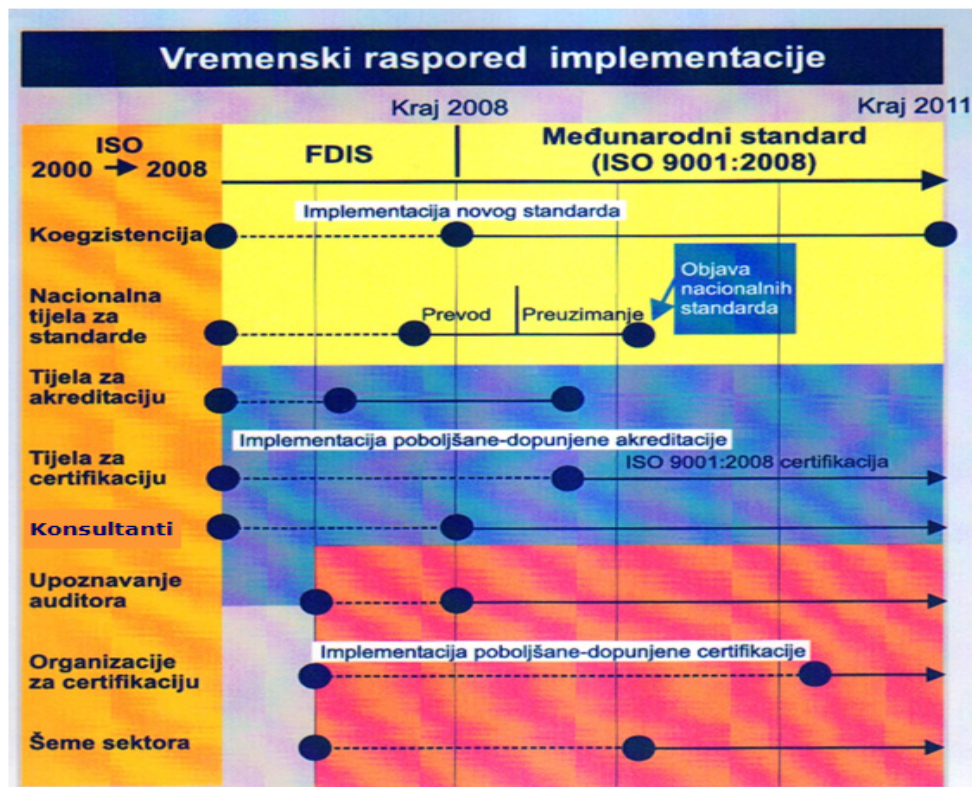 Vremenski raspored implementacije
Kraj 2008
Kraj 2011
ISO
2000 → 2008
FDIS
Međunarodni standard
(ISO 9001:2008)
Implementacija novog standarda
Koegzistencija
Objava
nacionalnih
standarda
Nacionalna
tijela za
standarde
Prevod
Preuzimanje
Tijela za
akreditaciju
Implementacija poboljšane-dopunjene akreditacije
Tijela za
certifikaciju
ISO 9001:2008 certifikacija
Konsultanti
Upoznavanje
auditora
Implementacija poboljšane-dopunjene certifikacije
Organizacije
za certifikaciju
Šeme sektora